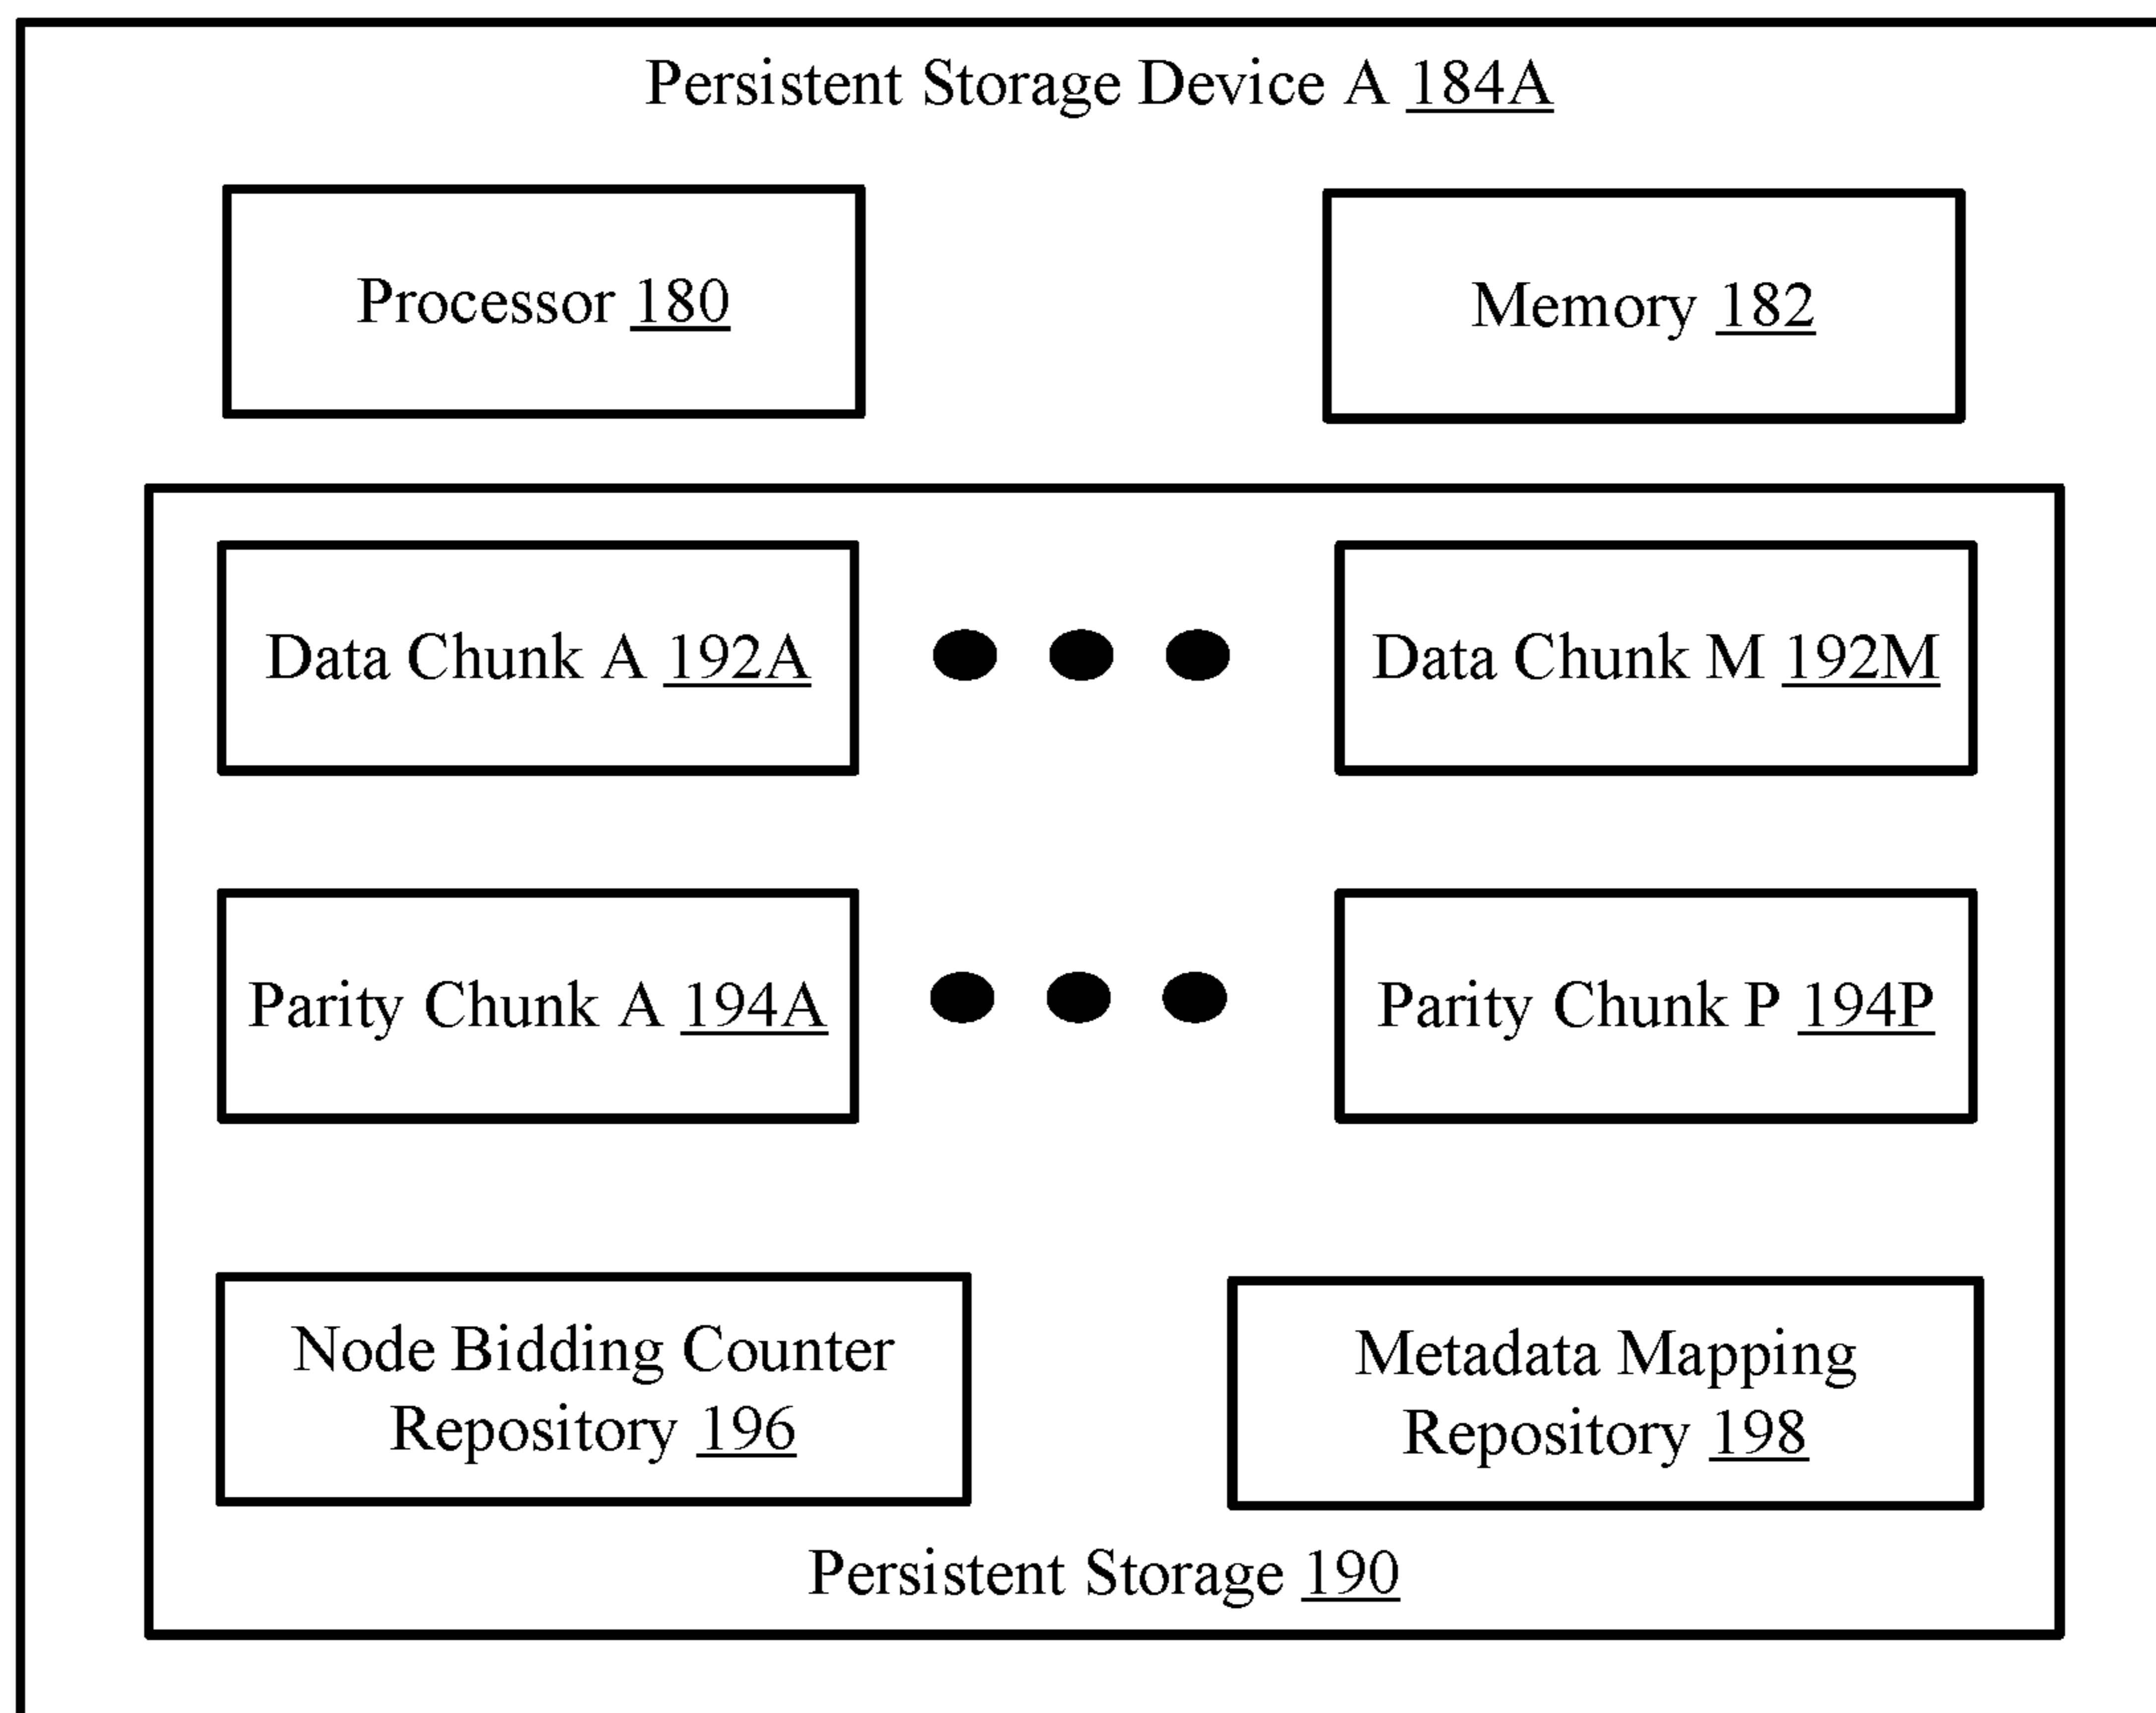 Persistent Storage Device A 184A
Processor 180
Memory 182
Data Chunk A 192A
Data Chunk M 192M
Parity Chunk A 194A
Parity Chunk P 194P
Node Bidding Counter
Repository 196
Metadata Mapping
Repository 198
Persistent Storage 190